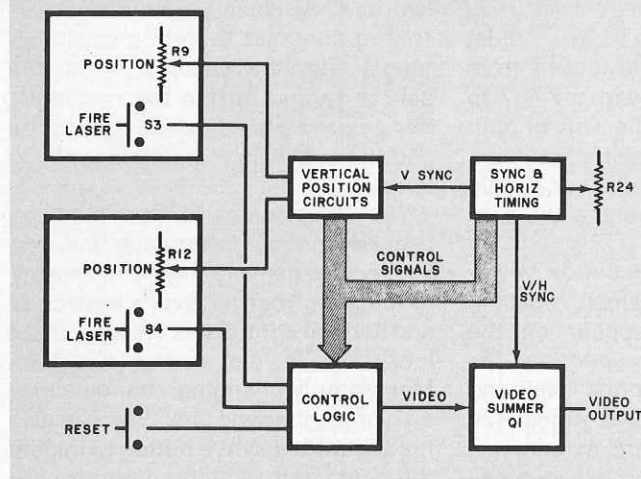 R9
POSITION
FIRE
LASER
S3
VERTICAL
POSITION
CIRCUITS
V SYNC
SYNC &
HORIZ
TIMING
R24
R12
POSITION
CONTROL
SIGNALS
V/H
SYNC
FIRE
LASER
S4
CONTROL
LOGIC
VIDEO
VIDEO
SUMMER
Q1
VIDEO
OUTPUT
RESET